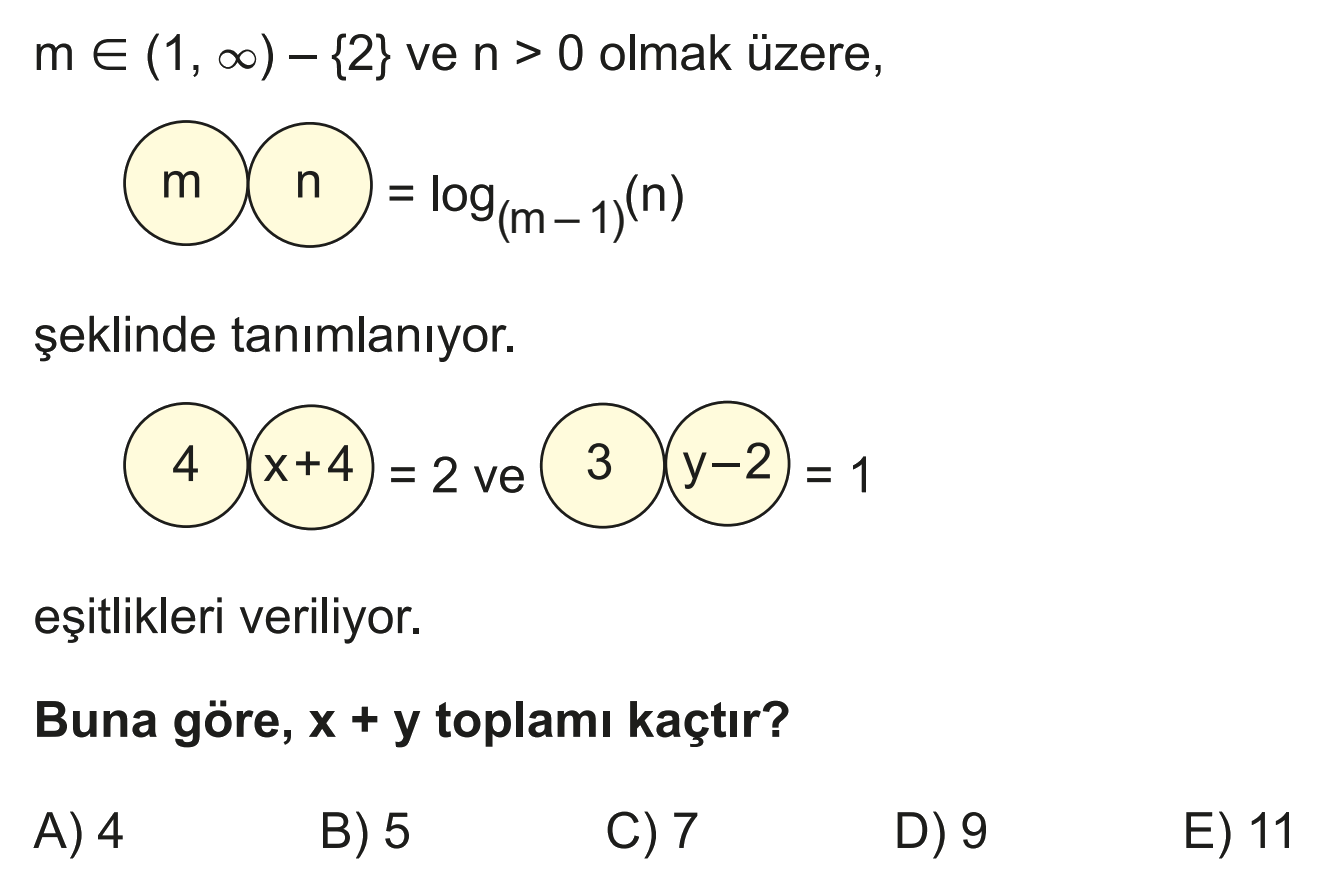 m ∈ (1, ∞) – {2} ve n > 0 olmak üzere,
m n = log(m – 1)(n)
şeklinde tanımlanıyor.
4 x+4 = 2 ve 3 y–2 = 1
eşitlikleri veriliyor.
Buna göre, x + y toplamı kaçtır?
A) 4 B) 5 C) 7 D) 9 E) 11